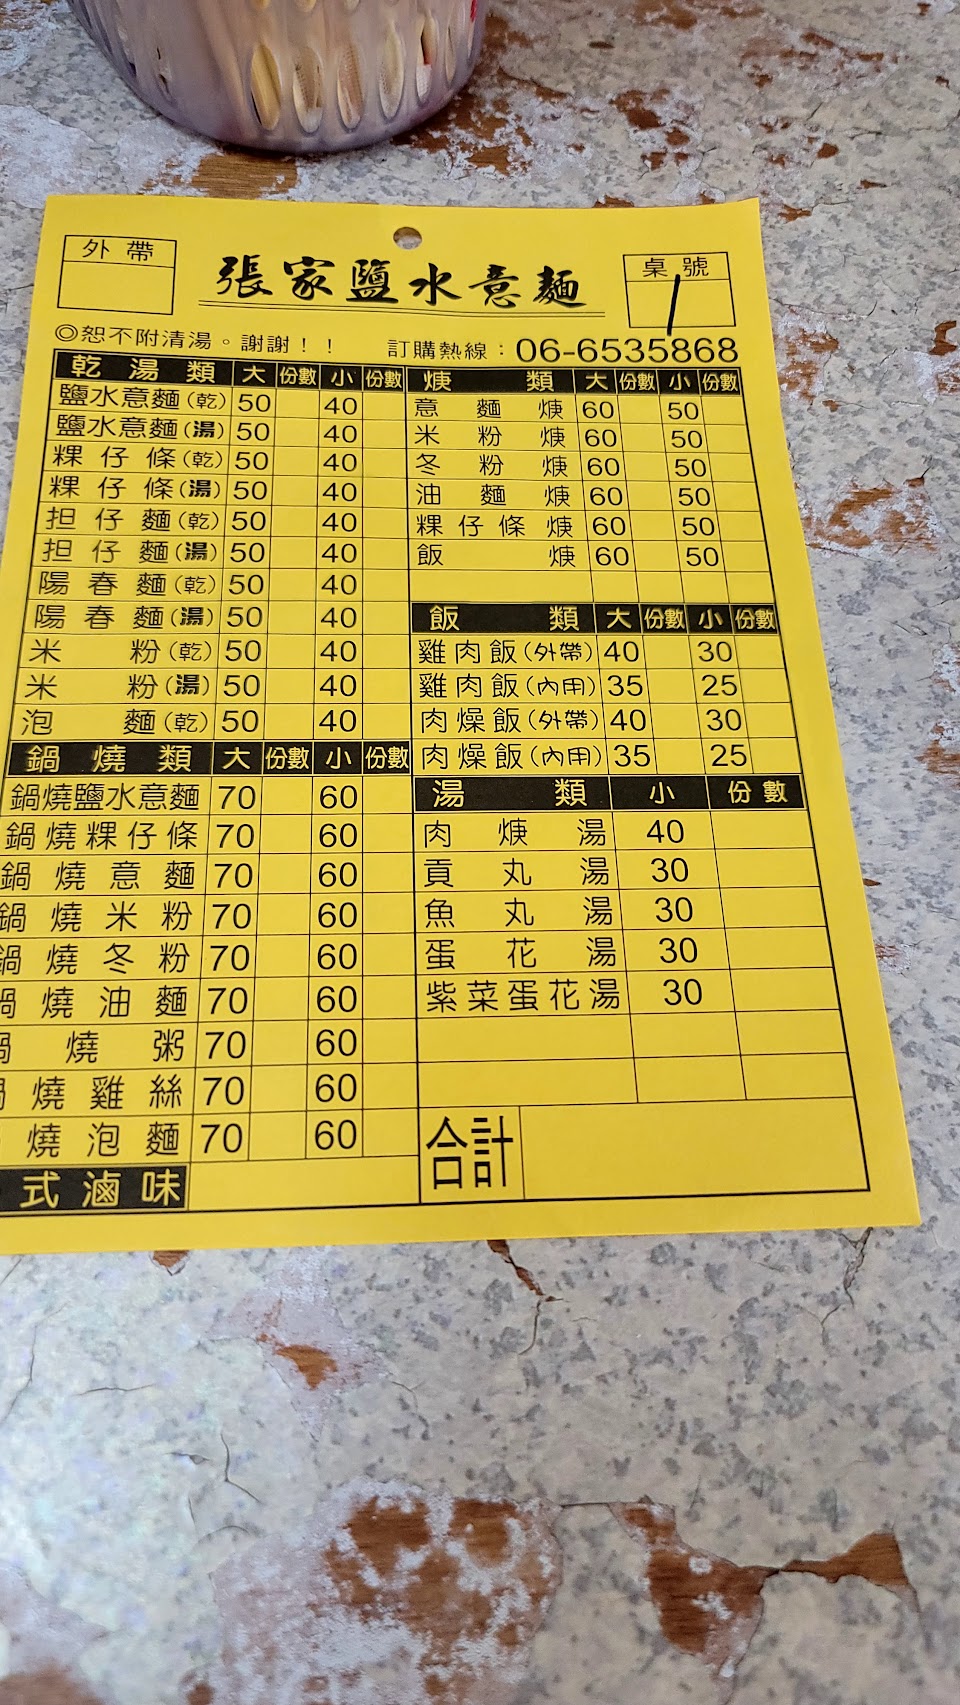 外帶
張家鹽水意麵
桌號
1
◎恕不附清湯。謝謝！！ 訂購熱線：06-6535868
乾湯類 大 份數 小 份數
鹽水意麵(乾) 50 40
鹽水意麵(湯) 50 40
粿仔條(乾) 50 40
粿仔條(湯) 50 40
担仔麵(乾) 50 40
担仔麵(湯) 50 40
陽春麵(乾) 50 40
陽春麵(湯) 50 40
米粉(乾) 50 40
米粉(湯) 50 40
泡麵(乾) 50 40
鍋燒類 大 份數 小 份數
鍋燒鹽水意麵 70 60
鍋燒粿仔條 70 60
鍋燒意麵 70 60
鍋燒米粉 70 60
鍋燒冬粉 70 60
鍋燒油麵 70 60
鍋燒粥 70 60
鍋燒雞絲 70 60
燒泡麵 70 60
式滷味
焿類 大 份數 小 份數
意麵焿 60 50
米粉焿 60 50
冬粉焿 60 50
油麵焿 60 50
粿仔條焿 60 50
飯焿 60 50
飯類 大 份數 小 份數
雞肉飯(外帶) 40 30
雞肉飯(內用) 35 25
肉燥飯(外帶) 40 30
肉燥飯(內用) 35 25
湯類 小 份數
肉焿湯 40
貢丸湯 30
魚丸湯 30
蛋花湯 30
紫菜蛋花湯 30
合計